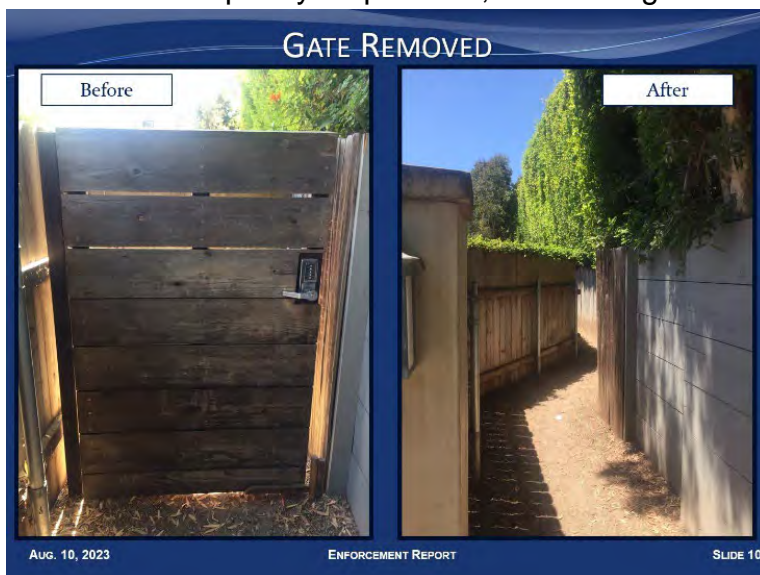 GATE REMOVED
Before
After
AUG. 10, 2023
ENFORCEMENT REPORT
SLIDE 10